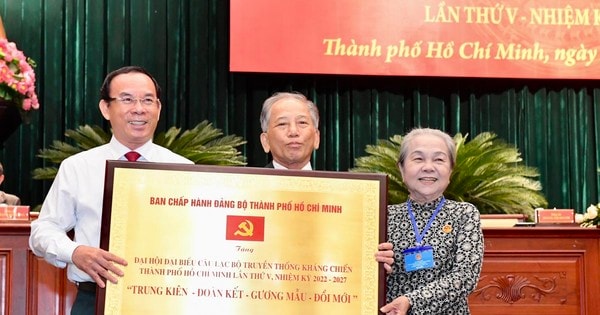 LẦN THỨ V - NHIỆM K
Thành phố Hồ Chí Minh, ngày
BAN CHẤP HÀNH ĐẢNG BỘ THÀNH PHỐ HỒ CHÍ MINH
Tặng
ĐẠI HỘI ĐẠI BIỂU CÂU LẠC BỘ TRUYỀN THỐNG KHÁNG CHIẾN
THÀNH PHỐ HỒ CHÍ MINH LẦN THỨ V, NHIỆM KỲ 2022 - 2027
"TRUNG KIÊN - ĐOÀN KẾT - GƯƠNG MẪU - ĐỔI MỚI"